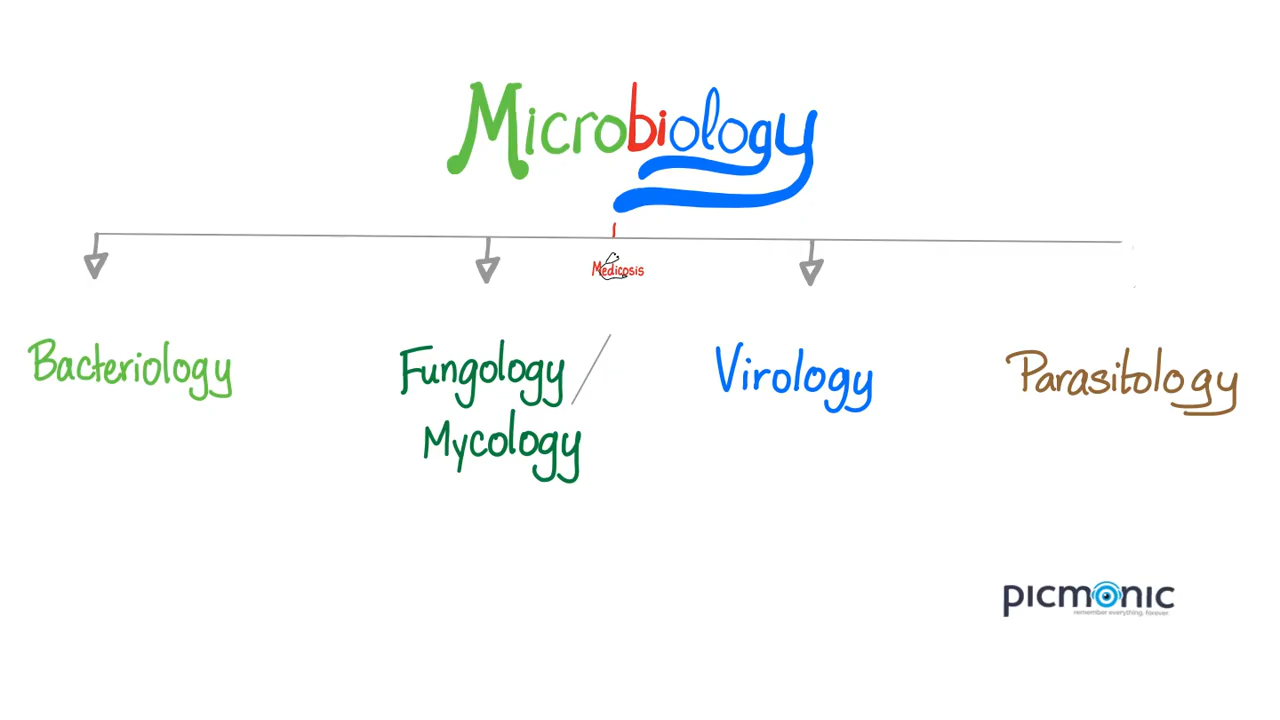 Microbiology
Medicosis
Bacteriology
Fungology /
Mycology
Virology
Parasitology
picmonic
remember everything, forever.